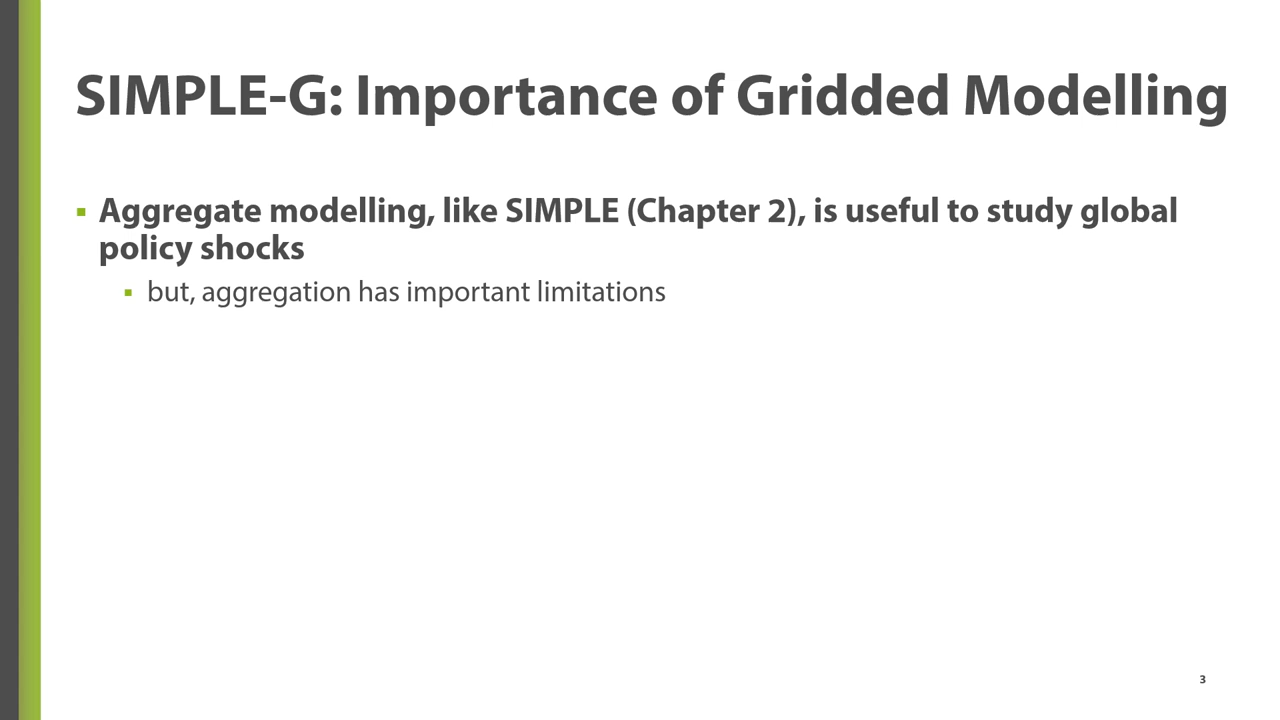 SIMPLE-G: Importance of Gridded Modelling
Aggregate modelling, like SIMPLE (Chapter 2), is useful to study global
policy shocks
but, aggregation has important limitations
3